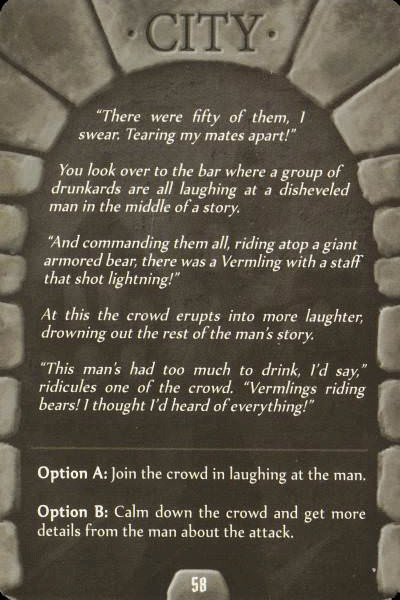 · CITY ·
“There were fifty of them, I
swear. Tearing my mates apart!”
You look over to the bar where a group of
drunkards are all laughing at a disheveled
man in the middle of a story.
“And commanding them all, riding atop a giant
armored bear, there was a Vermling with a staff
that shot lightning!”
At this the crowd erupts into more laughter,
drowning out the rest of the man’s story.
“This man’s had too much to drink, I’d say,”
ridicules one of the crowd. “Vermlings riding
bears! I thought I’d heard of everything!”
Option A: Join the crowd in laughing at the man.
Option B: Calm down the crowd and get more
details from the man about the attack.
58